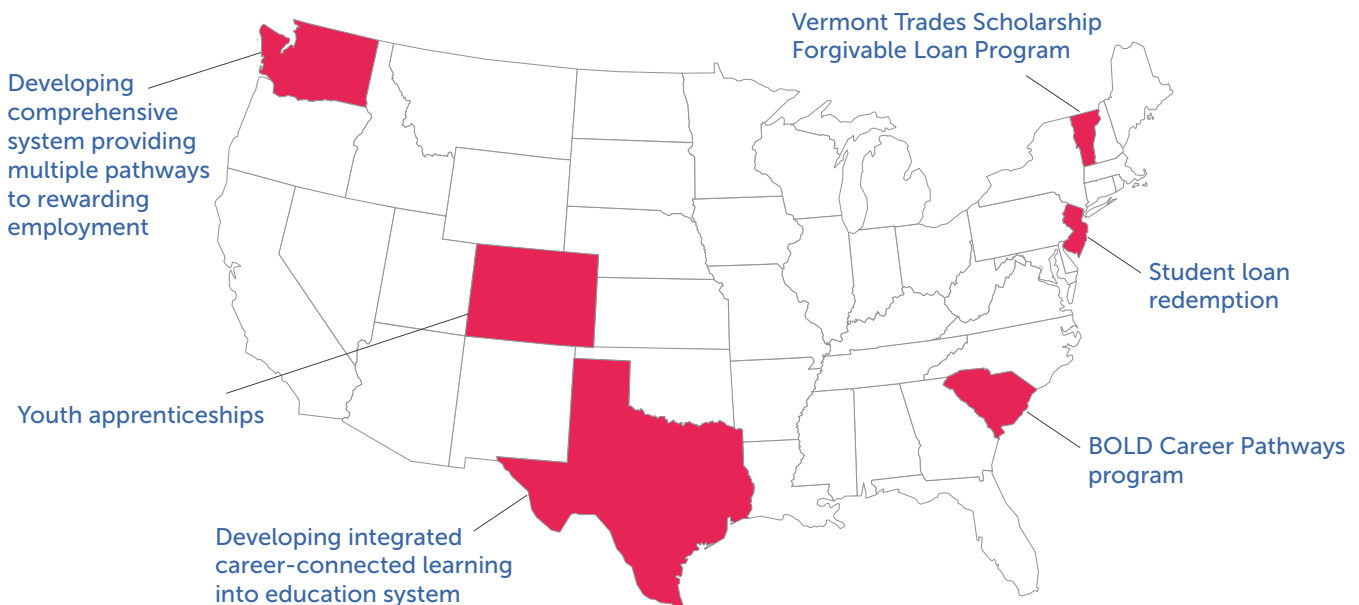 Vermont Trades Scholarship
Forgivable Loan Program
Developing
comprehensive
system providing
multiple pathways
to rewarding
employment
Student loan
redemption
Youth apprenticeships
BOLD Career Pathways
program
Developing integrated
career-connected learning
into education system